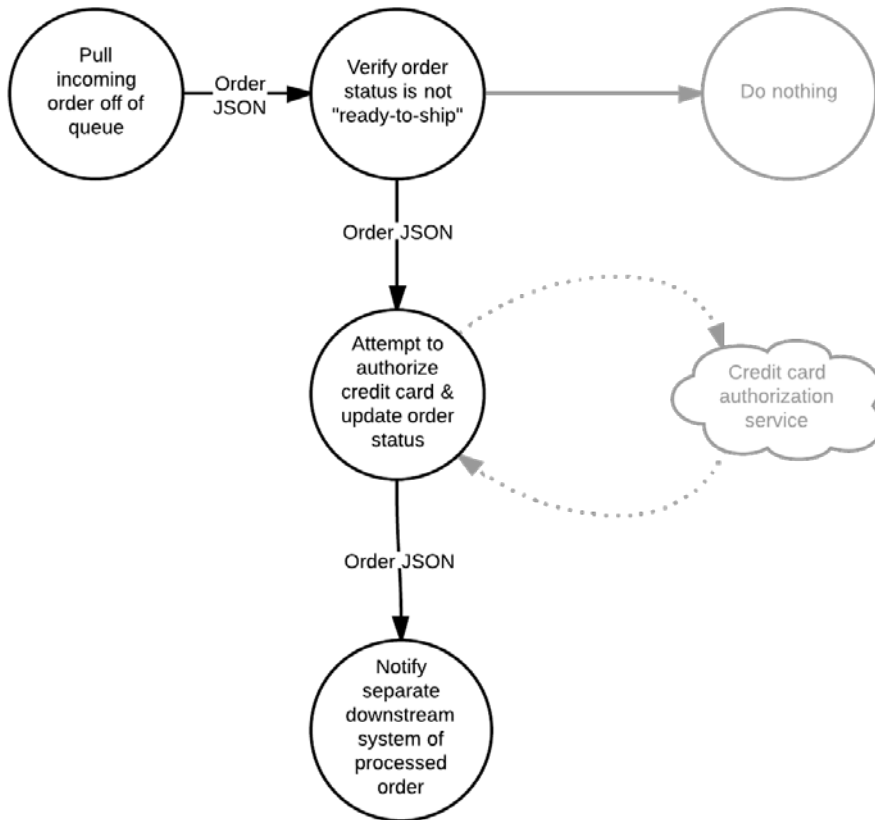 Pull
incoming
order off of
queue
Order
JSON
Verify order
status is not
"ready-to-ship"
Do nothing
Order JSON
Attempt to
authorize
credit card &
update order
status
Credit card
authorization
service
Order JSON
Notify
separate
downstream
system of
processed
order